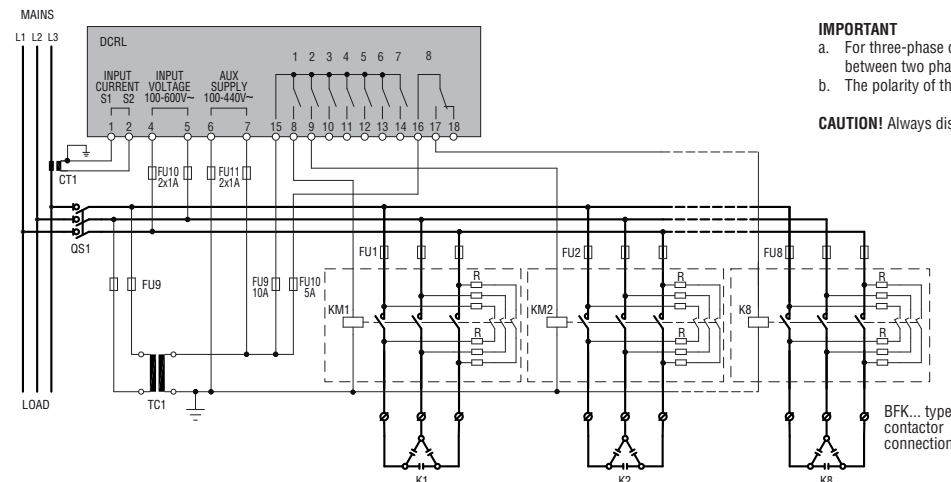 MAINS
L1 L2 L3
DCRL
INPUT CURRENT
S1 S2
INPUT VOLTAGE
100-600V~
AUX SUPPLY
100-440V~
1 2 3 4 5 6 7 8
1 2 4 5 6 7 15 8 9 10 11 12 13 14 16 17 18
CT1
FU10
2x1A
FU11
2x1A
QS1
FU9
FU9
10A
FU10
5A
FU1
FU2
FU8
KM1
R
R
KM2
R
R
K8
R
R
LOAD
TC1
K1
K2
K8
BFK... type
contactor
connection
IMPORTANT
a. For three-phase
between two
b. The polarity of
CAUTION! Always